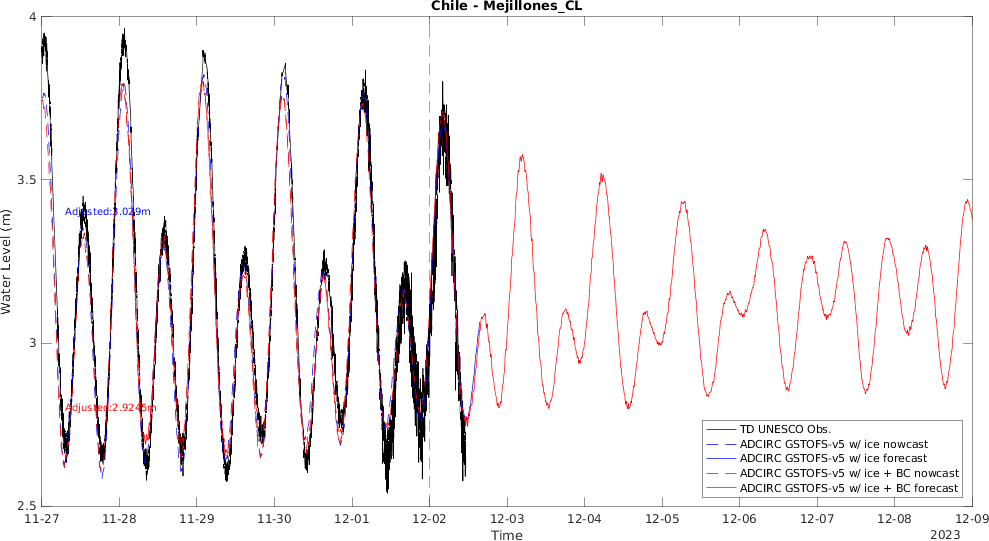 Chile - Mejillones_CL
4
3.5
3
2.5
Water Level (m)
Adjusted:3.029m
Adjusted:2.9245m
TD UNESCO Obs.
ADCIRC GSTOFS-v5 w/ ice nowcast
ADCIRC GSTOFS-v5 w/ ice forecast
ADCIRC GSTOFS-v5 w/ ice + BC nowcast
ADCIRC GSTOFS-v5 w/ ice + BC forecast
11-27 11-28 11-29 11-30 12-01 12-02 12-03 12-04 12-05 12-06 12-07 12-08 12-09
Time
2023